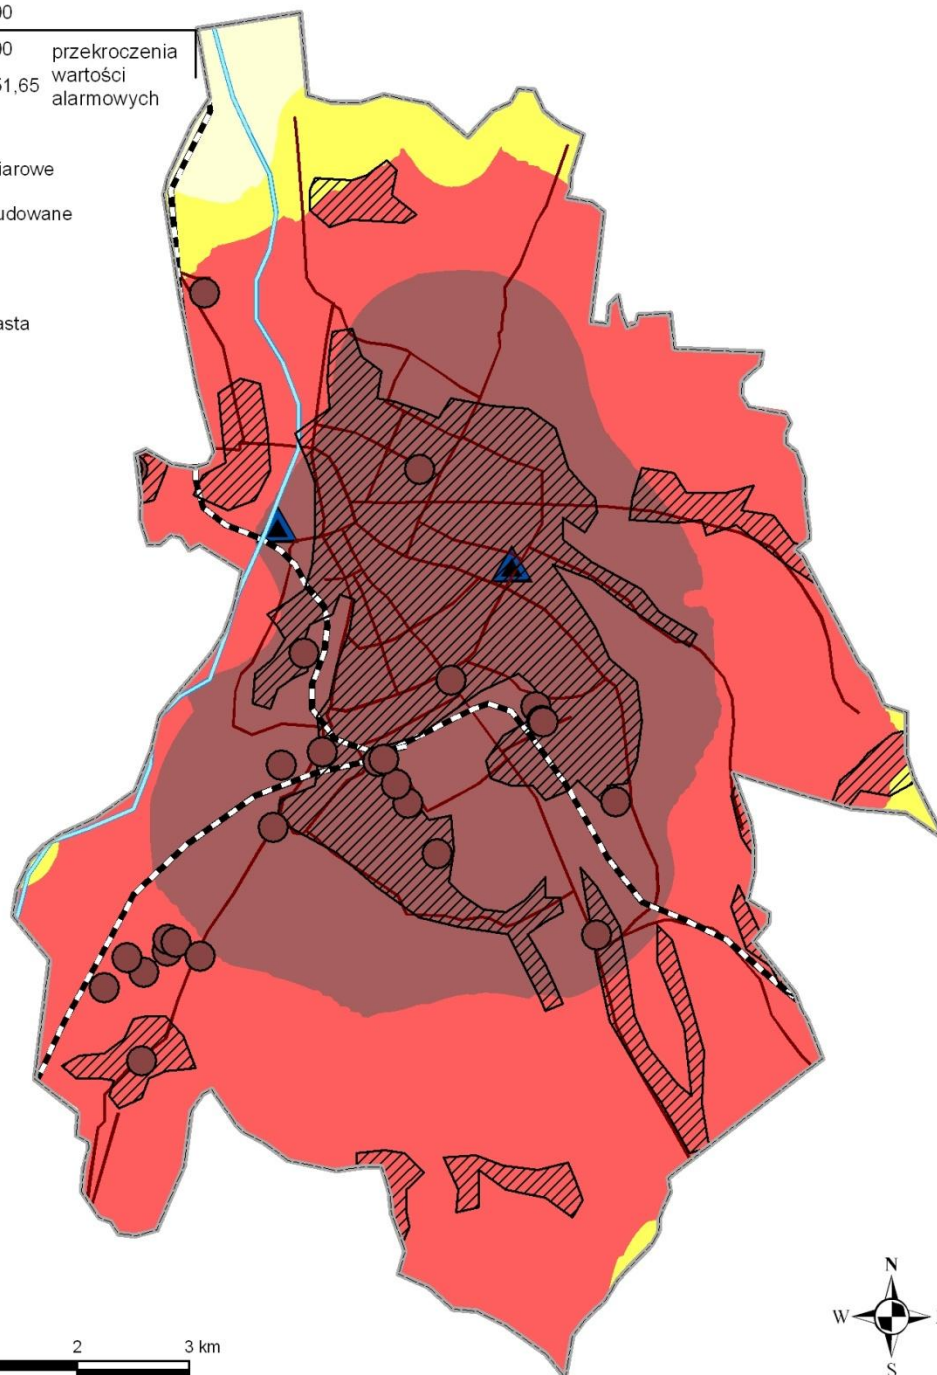 00
00
51,65
przekroczenia
wartości
alarmowych
iarowe
udowane
asta
2
3 km
N
W
S